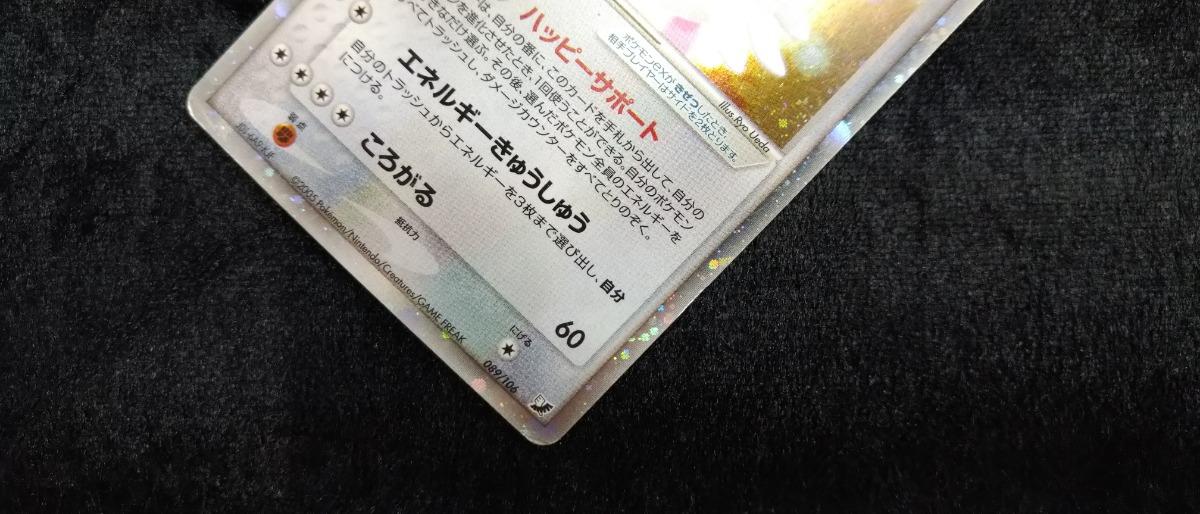 ポケモンexがきぜつしたとき、
相手プレイヤーはサイドを2枚とります。
Illus. Ryo Ueda
ハッピーサポート
は、自分の番に、このカードを手札から出して、自分の
を進化させたとき、1回使うことができる。自分のポケモン
きなだけ選ぶ。その後、選んだポケモン全員のエネルギーを
べてトラッシュし、ダメージカウンターをすべてとりのぞく。
エネルギーきゅうしゅう
自分のトラッシュからエネルギーを3枚まで選び出し、自分
につける。
ころがる 60
弱点
抵抗力
にげる
©2005 Pokémon/Nintendo/Creatures/GAME FREAK
089/106